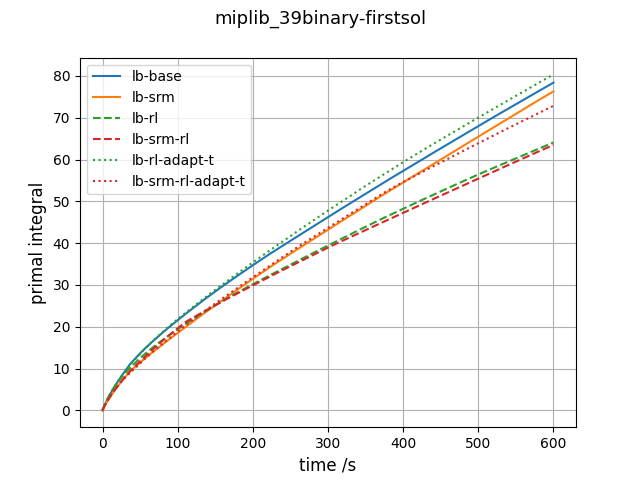 miplib_39binary-firstsol
lb-base
lb-srm
lb-rl
lb-srm-rl
lb-rl-adapt-t
lb-srm-rl-adapt-t
primal integral
80
70
60
50
40
30
20
10
0
0 100 200 300 400 500 600
time /s